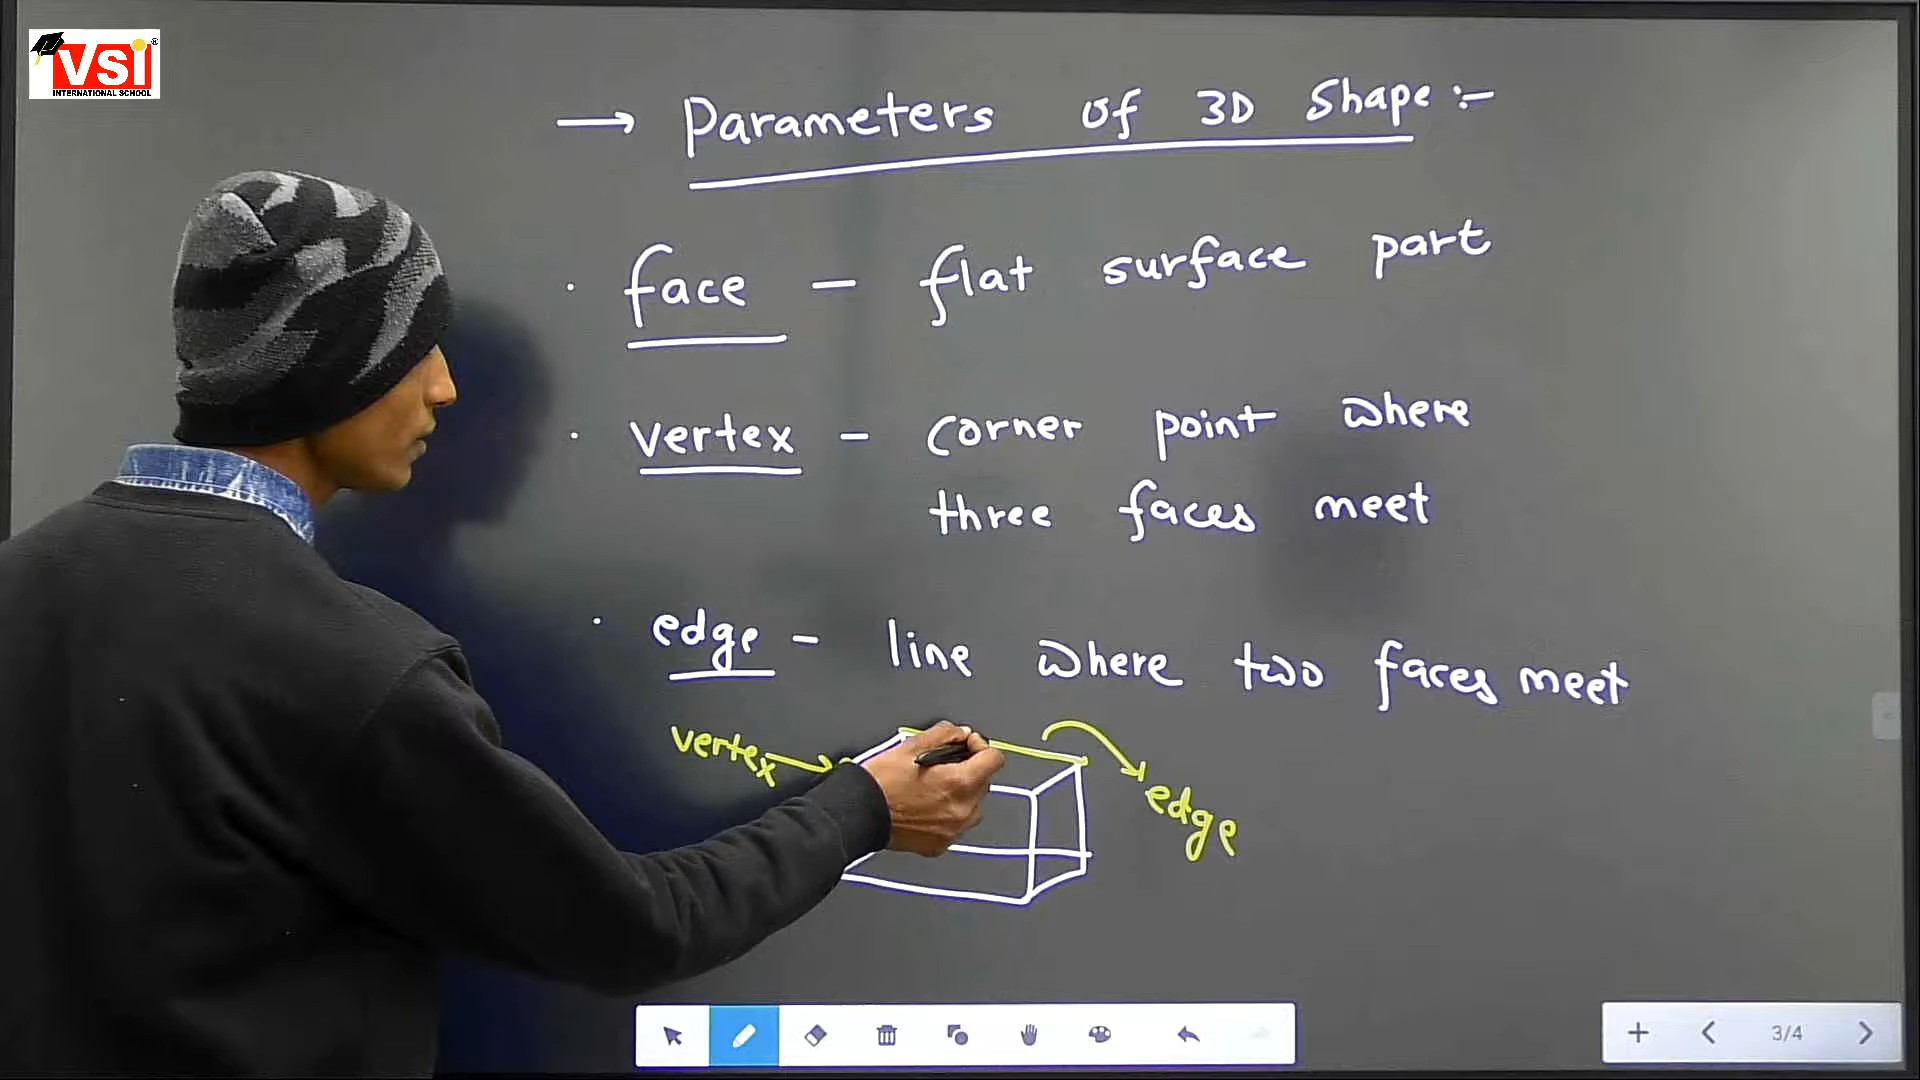 VSI
INTERNATIONAL SCHOOL
→ Parameters of 3D Shape :-
· face - flat surface part
· vertex - corner point where
three faces meet
· edge - line where two faces meet
vertex
edge
3/4